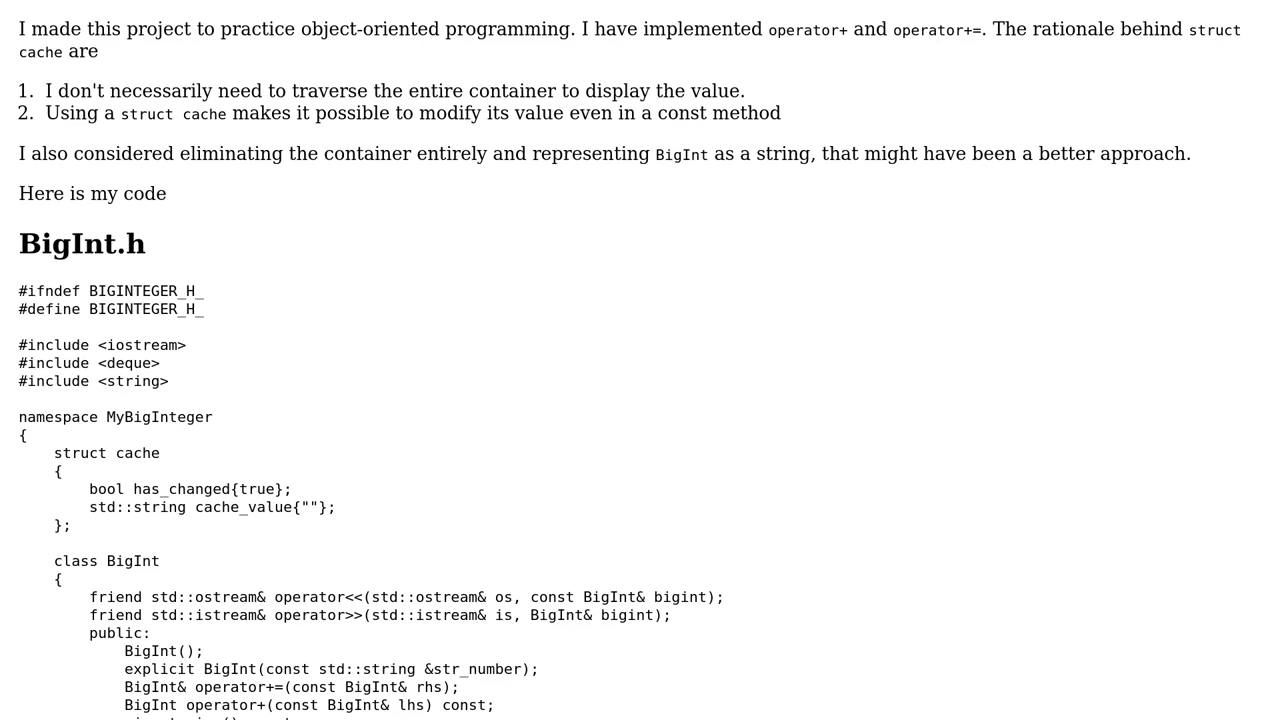 I made this project to practice object-oriented programming. I have implemented operator+ and operator+=. The rationale behind struct
cache are
1. I don't necessarily need to traverse the entire container to display the value.
2. Using a struct cache makes it possible to modify its value even in a const method
I also considered eliminating the container entirely and representing BigInt as a string, that might have been a better approach.
Here is my code
BigInt.h
#ifndef BIGINTEGER_H_
#define BIGINTEGER_H_
#include <iostream>
#include <deque>
#include <string>
namespace MyBigInteger
{
    struct cache
    {
        bool has_changed{true};
        std::string cache_value{""};
    };
    class BigInt
    {
        friend std::ostream& operator<<(std::ostream& os, const BigInt& bigint);
        friend std::istream& operator>>(std::istream& is, BigInt& bigint);
        public:
            BigInt();
            explicit BigInt(const std::string &str_number);
            BigInt& operator+=(const BigInt& rhs);
            BigInt operator+(const BigInt& lhs) const;